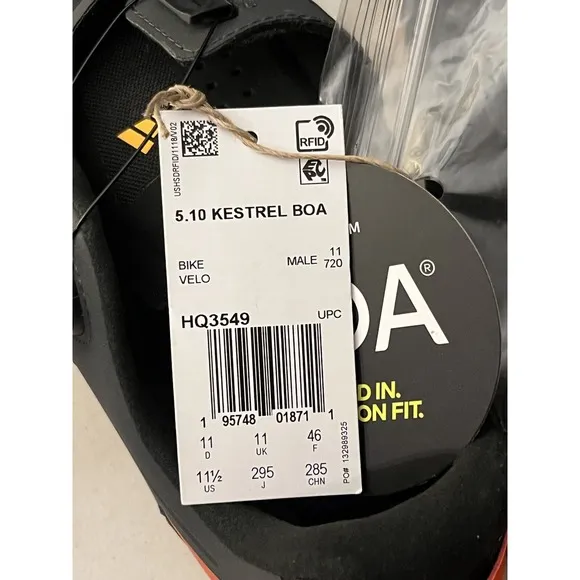 USHSDRFID/1118/V02
RFID
EPC
5.10 KESTREL BOA
BIKE MALE 11
VELO 720
HQ3549 UPC
1 95748 01871 1
11 11 46
D UK F
11½ 295 285
US J CHN
PO# 132989325
M
OA®
D IN.
ON FIT.